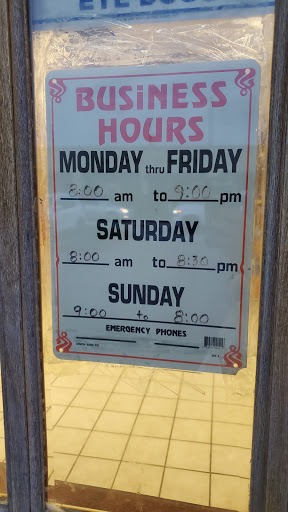 BUSINESS
HOURS
MONDAY thru FRIDAY
8:00 am to 9:00 pm
SATURDAY
8:00 am to 8:30 pm
SUNDAY
9:00 to 8:00
EMERGENCY PHONES